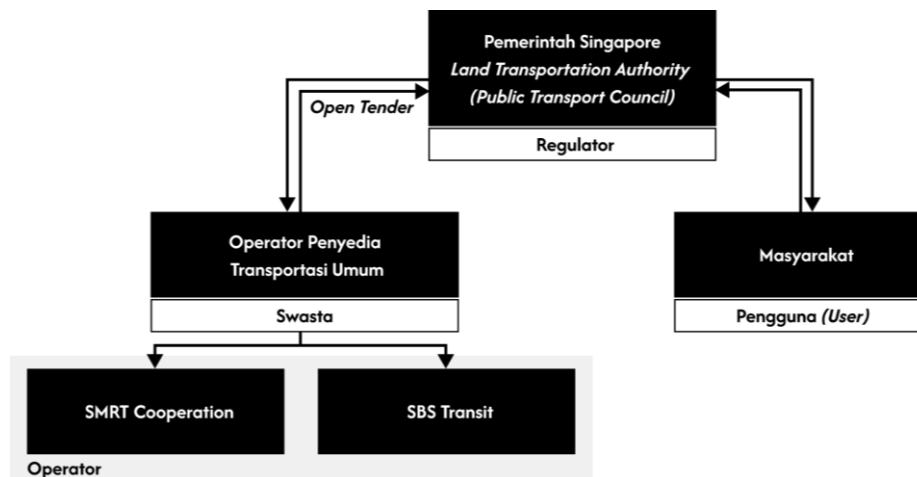 Pemerintah Singapore
Land Transportation Authority
(Public Transport Council)
Regulator
Open Tender
Operator Penyedia
Transportasi Umum
Swasta
Masyarakat
Pengguna (User)
SMRT Cooperation
SBS Transit
Operator